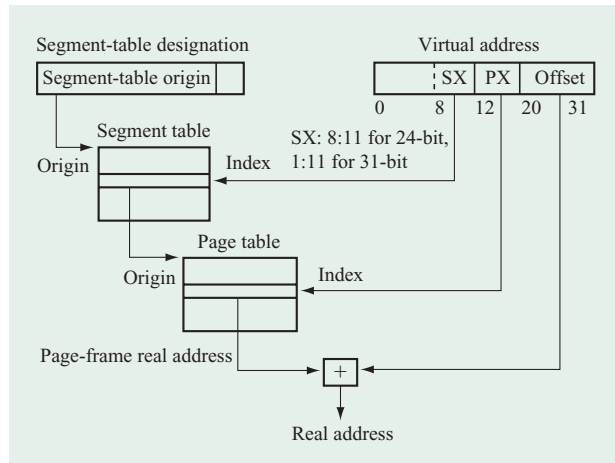 Segment-table designation
Segment-table origin
Virtual address
SX PX Offset
0 8 12 20 31
Segment table
SX: 8:11 for 24-bit,
1:11 for 31-bit
Origin
Index
Page table
Origin
Index
Page-frame real address
+
Real address